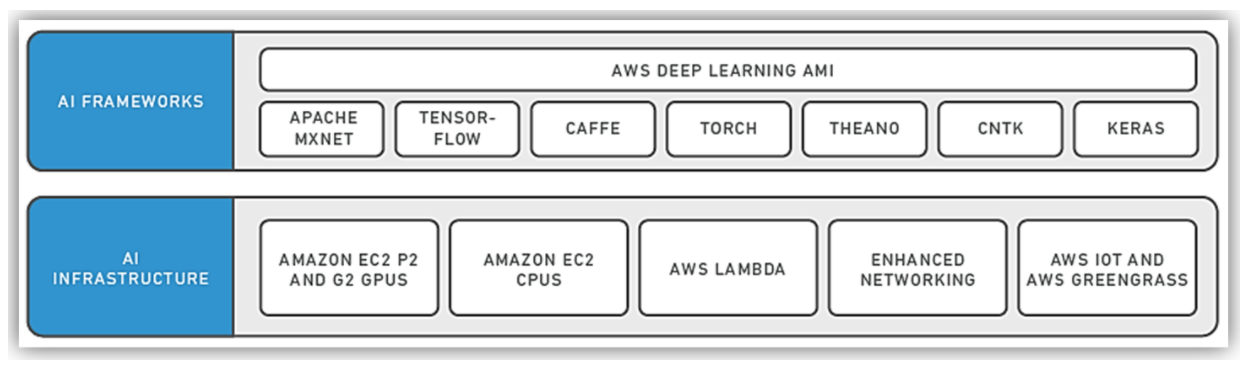 AI FRAMEWORKS
AWS DEEP LEARNING AMI
APACHE
MXNET
TENSOR-
FLOW
CAFFE
TORCH
THEANO
CNTK
KERAS
AI
INFRASTRUCTURE
AMAZON EC2 P2
AND G2 GPUS
AMAZON EC2
CPUS
AWS LAMBDA
ENHANCED
NETWORKING
AWS IOT AND
AWS GREENGRASS